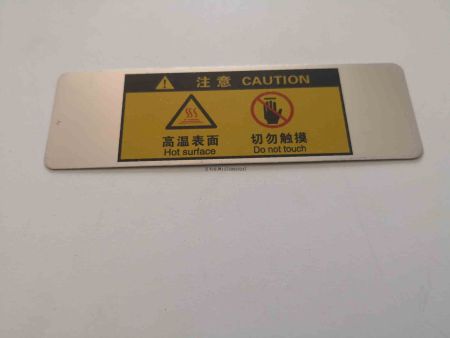 注意 CAUTION
高温表面
Hot surface
切勿触摸
Do not touch